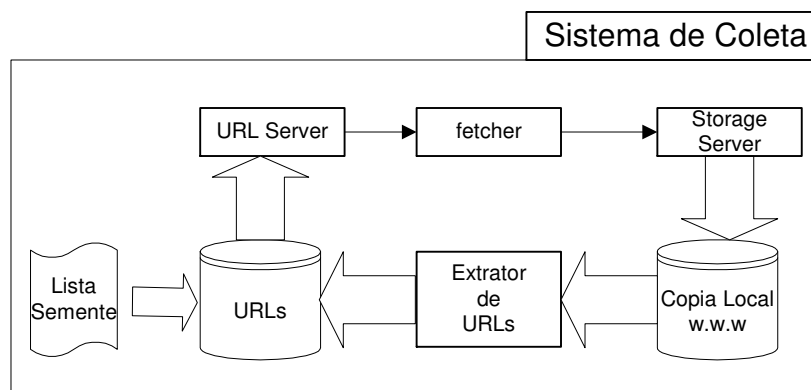 Sistema de Coleta
URL Server
fetcher
Storage
Server
Lista
Semente
URLs
Extrator
de
URLs
Copia Local
w.w.w